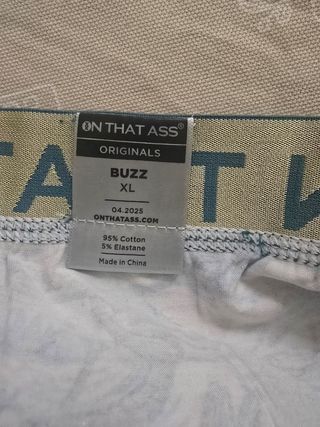 ON THAT ASS®
ORIGINALS
BUZZ
XL
04.2025
ONTHATASS.COM
95% Cotton
5% Elastane
Made in China